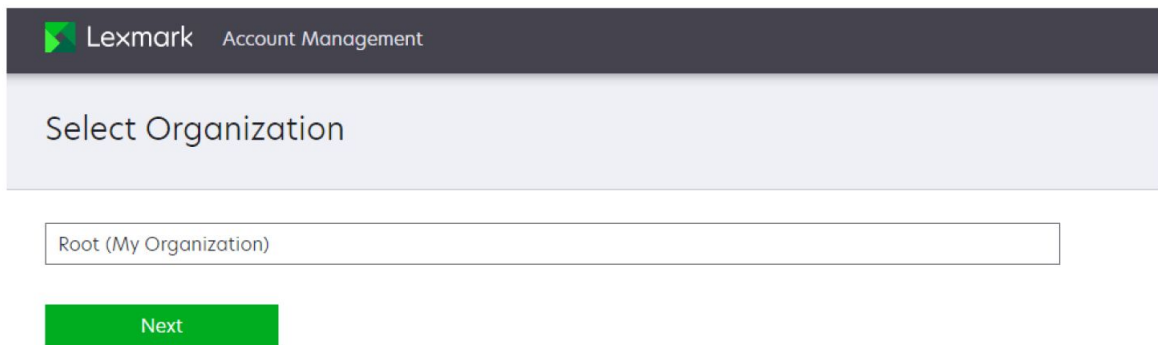 Lexmark Account Management
Select Organization
Root (My Organization)
Next